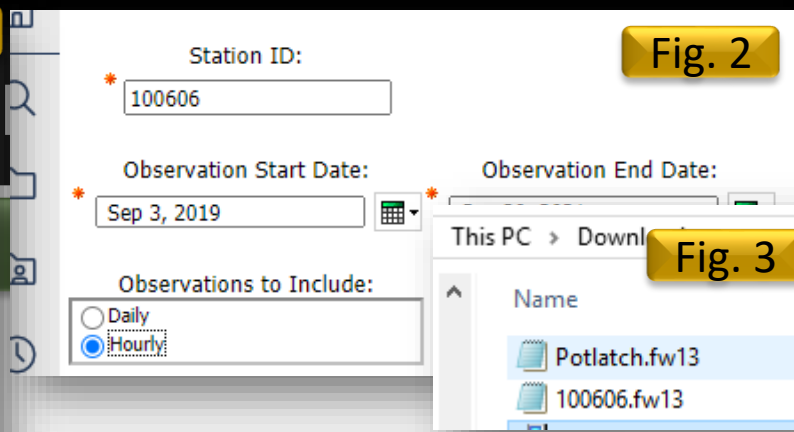 Fig. 2
Station ID:
100606
Observation Start Date:
Observation End Date:
Sep 3, 2019
Observations to Include:
Daily
Hourly
Fig. 3
This PC > Downl
Name
Potlatch.fw13
100606.fw13